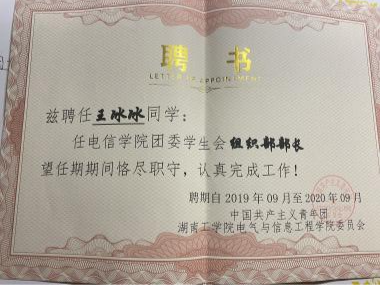 聘 书
LETTER OF APPOINTMENT
兹聘任王冰冰同学：
任电信学院团委学生会组织部部长
望任期期间恪尽职守，认真完成工作！
聘期自2019年09月至2020年09月
中国共产主义青年团
湖南工学院电气与信息工程学院委员会